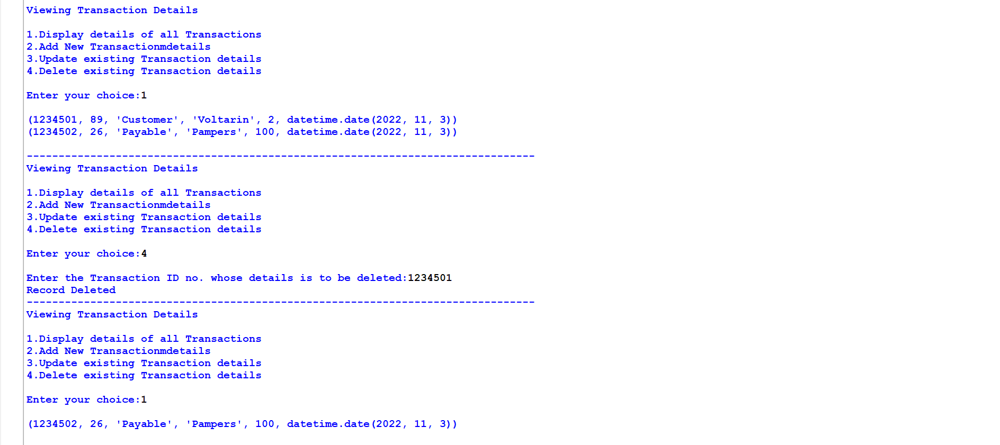 Viewing Transaction Details
1.Display details of all Transactions
2.Add New Transactionmdetails
3.Update existing Transaction details
4.Delete existing Transaction details
Enter your choice:1
(1234501, 89, 'Customer', 'Voltarin', 2, datetime.date(2022, 11, 3))
(1234502, 26, 'Payable', 'Pampers', 100, datetime.date(2022, 11, 3))
--------------------------------------------------------------------------------
Viewing Transaction Details
1.Display details of all Transactions
2.Add New Transactionmdetails
3.Update existing Transaction details
4.Delete existing Transaction details
Enter your choice:4
Enter the Transaction ID no. whose details is to be deleted:1234501
Record Deleted
--------------------------------------------------------------------------------
Viewing Transaction Details
1.Display details of all Transactions
2.Add New Transactionmdetails
3.Update existing Transaction details
4.Delete existing Transaction details
Enter your choice:1
(1234502, 26, 'Payable', 'Pampers', 100, datetime.date(2022, 11, 3))